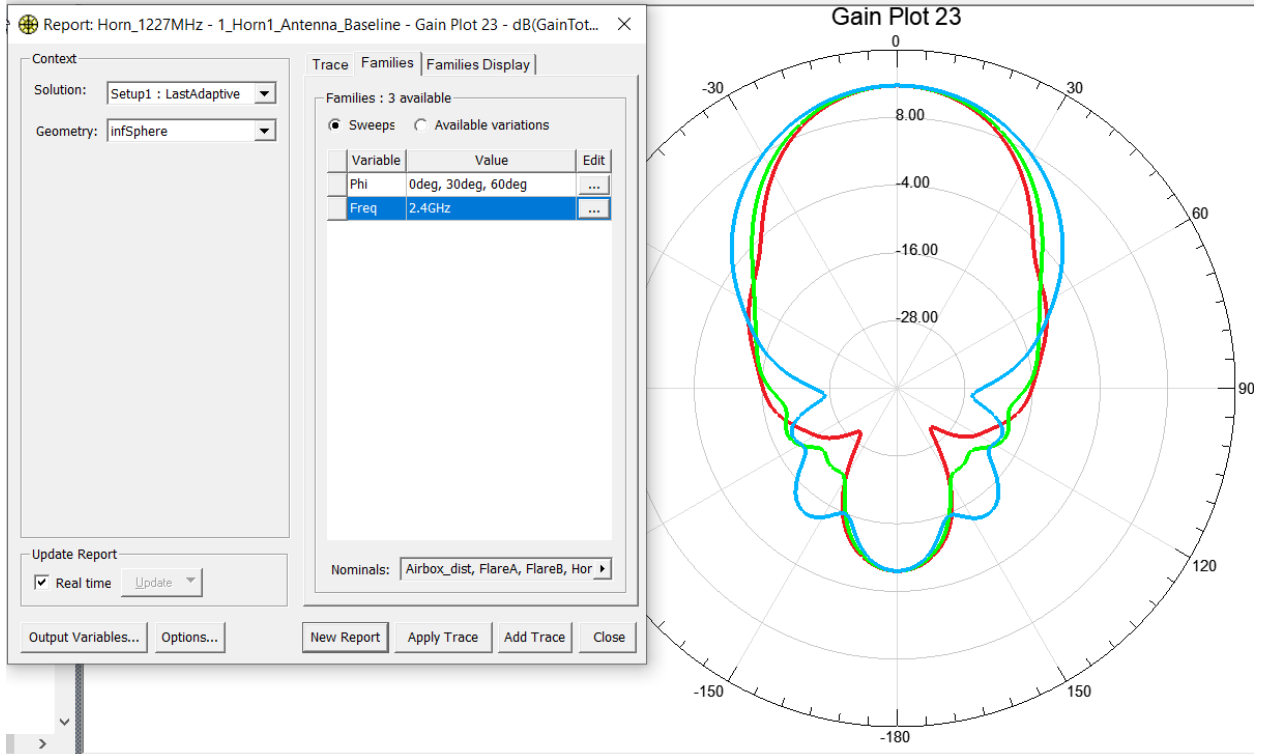 Report: Horn_1227MHz - 1_Horn1_Antenna_Baseline - Gain Plot 23 - dB(GainTot...
Context
Solution: Setup1 : LastAdaptive
Geometry: infSphere
Trace Families Families Display
Families : 3 available
Sweeps Available variations
Variable Value Edit
Phi 0deg, 30deg, 60deg ...
Freq 2.4GHz ...
Nominals: Airbox_dist, FlareA, FlareB, Hor
Update Report
Real time Update
Output Variables... Options... New Report Apply Trace Add Trace Close
Gain Plot 23
0
-30 30
8.00
-4.00
60
-16.00
-28.00
90
120
-150 150
-180